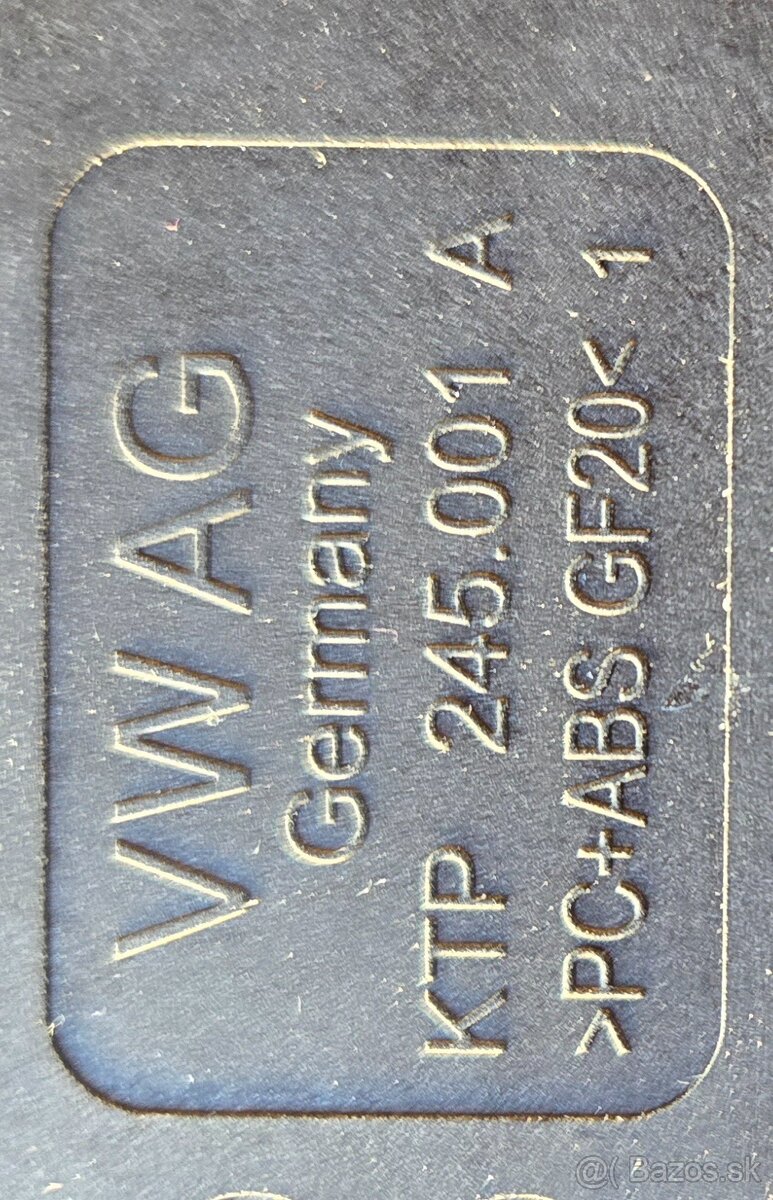 VW AG
Germany
KTP 245.001 A
>PC+ABS GF20< 1
@( Bazos.sk